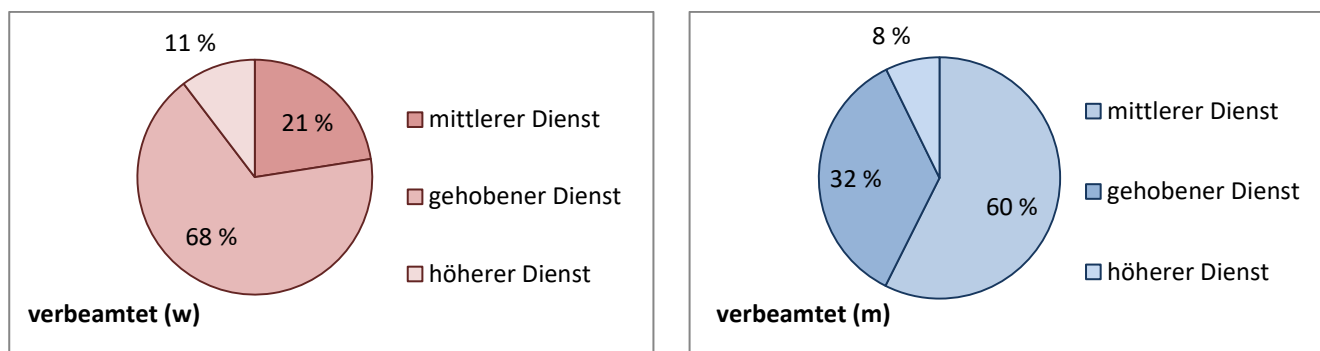 11 %
21 %
68 %
mittlerer Dienst
gehobener Dienst
höherer Dienst
verbeamtet (w)
8 %
32 %
60 %
mittlerer Dienst
gehobener Dienst
höherer Dienst
verbeamtet (m)